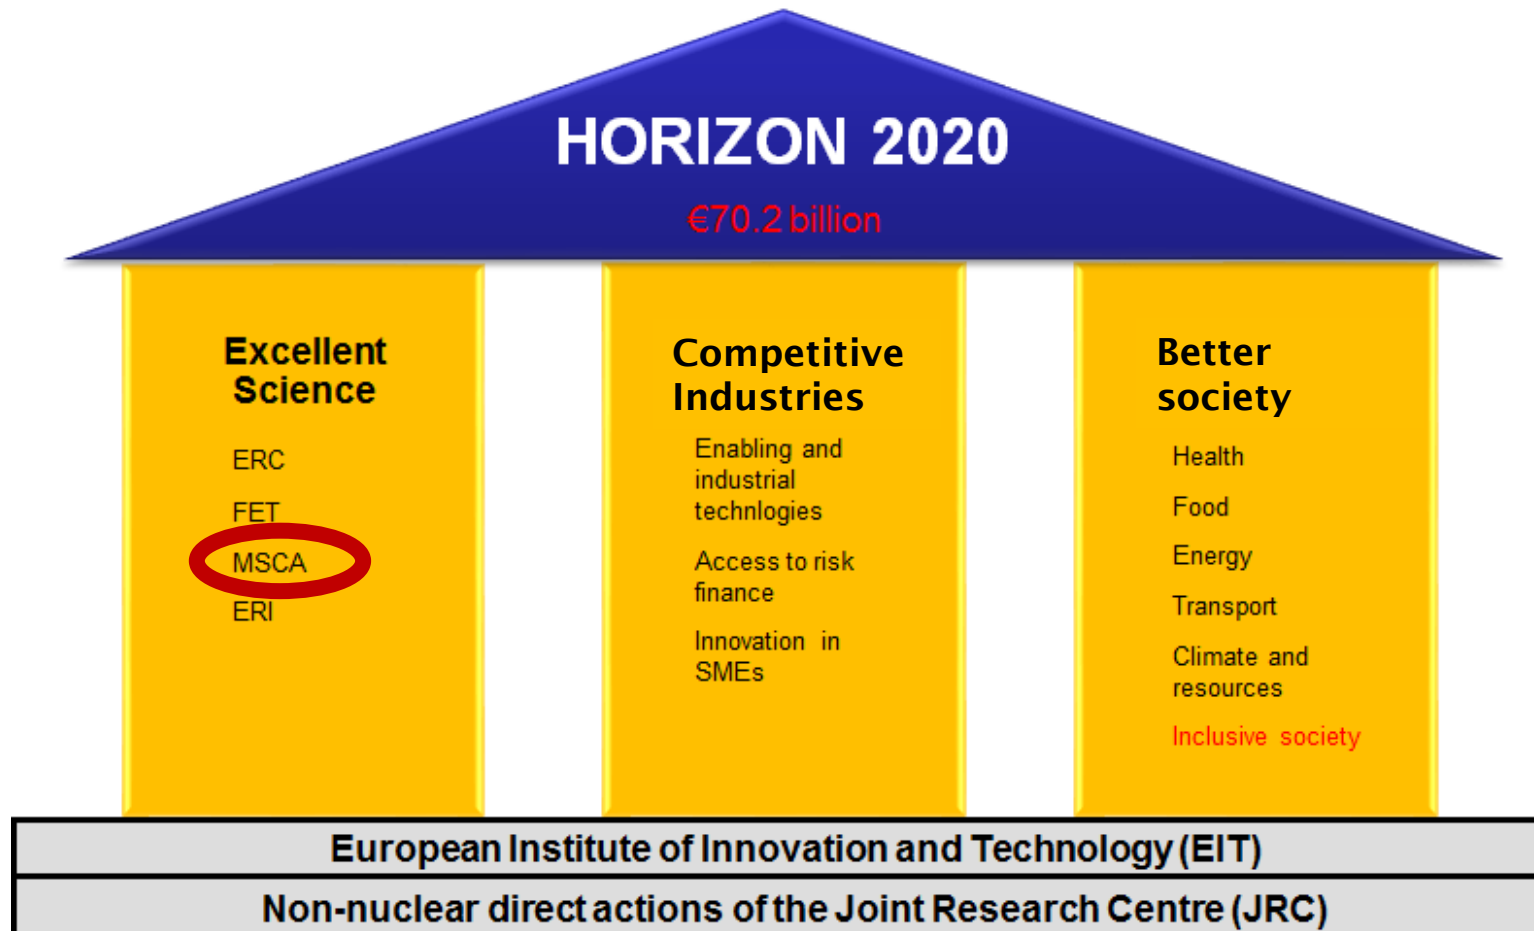 HORIZON 2020
€70.2 billion
Excellent
Science
ERC
FET
MSCA
ERI
Competitive
Industries
Enabling and
industrial
technlogies
Access to risk
finance
Innovation in
SMEs
Better
society
Health
Food
Energy
Transport
Climate and
resources
Inclusive society
European Institute of Innovation and Technology (EIT)
Non-nuclear direct actions of the Joint Research Centre (JRC)